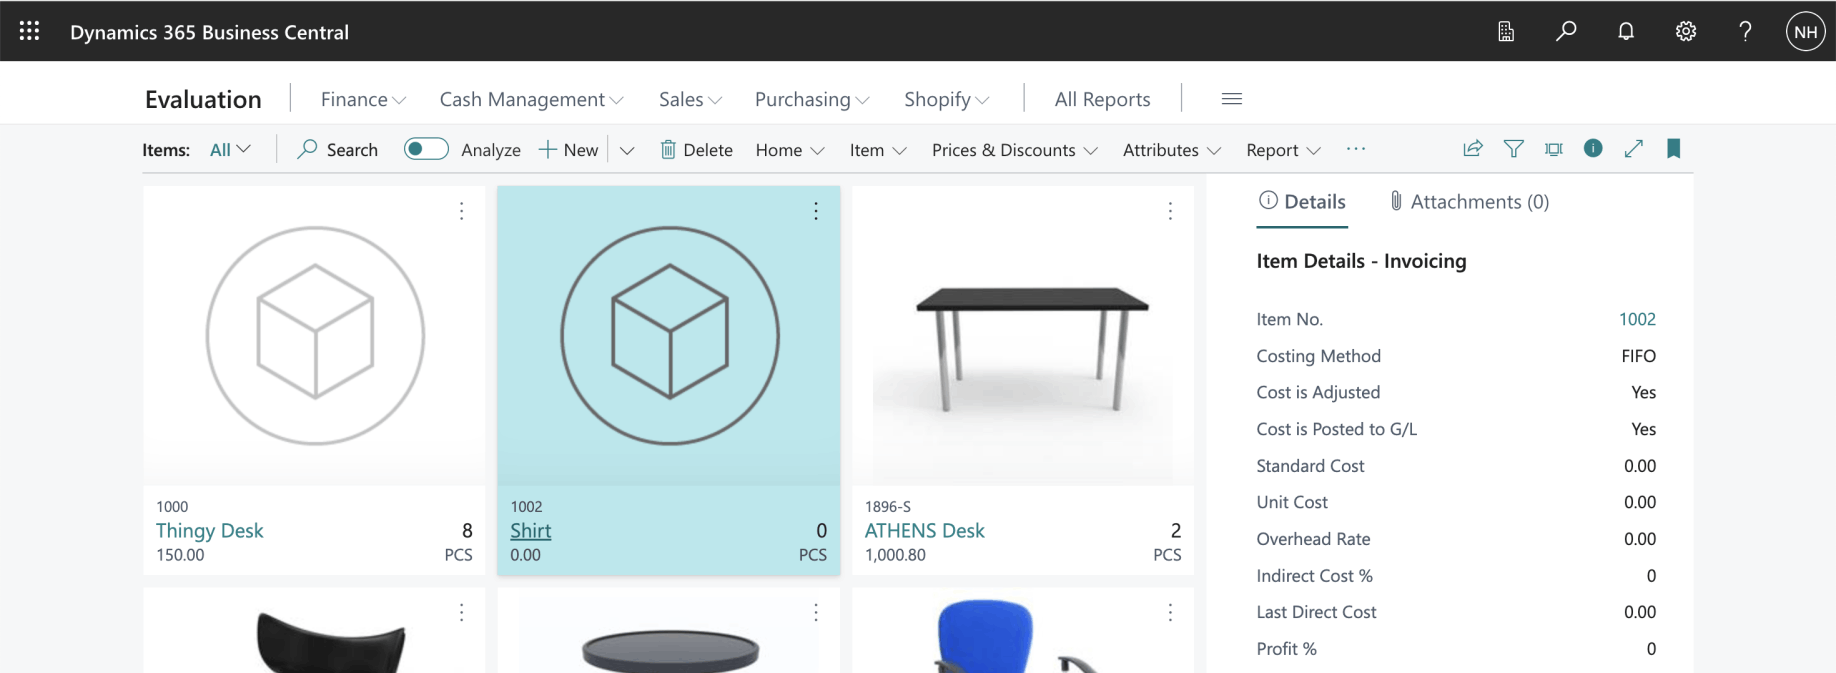 Dynamics 365 Business Central
NH
Evaluation
Finance
Cash Management
Sales
Purchasing
Shopify
All Reports
Items:
All
Search
Analyze
New
Delete
Home
Item
Prices & Discounts
Attributes
Report
1000
Thingy Desk 8
150.00 PCS
1002
Shirt 0
0.00 PCS
1896-S
ATHENS Desk 2
1,000.80 PCS
Details
Attachments (0)
Item Details - Invoicing
Item No. 1002
Costing Method FIFO
Cost is Adjusted Yes
Cost is Posted to G/L Yes
Standard Cost 0.00
Unit Cost 0.00
Overhead Rate 0.00
Indirect Cost % 0
Last Direct Cost 0.00
Profit % 0